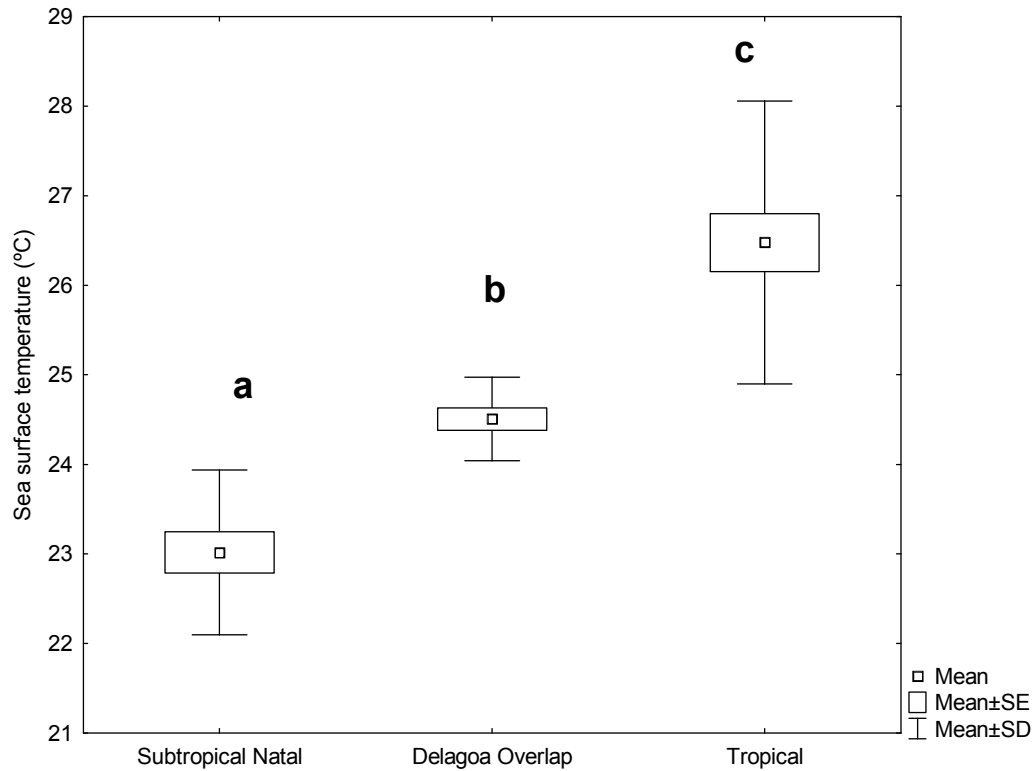 29
28
27
26
25
24
23
22
21
Sea surface temperature (ºC)
a
b
c
Subtropical Natal
Delagoa Overlap
Tropical
Mean
Mean±SE
Mean±SD